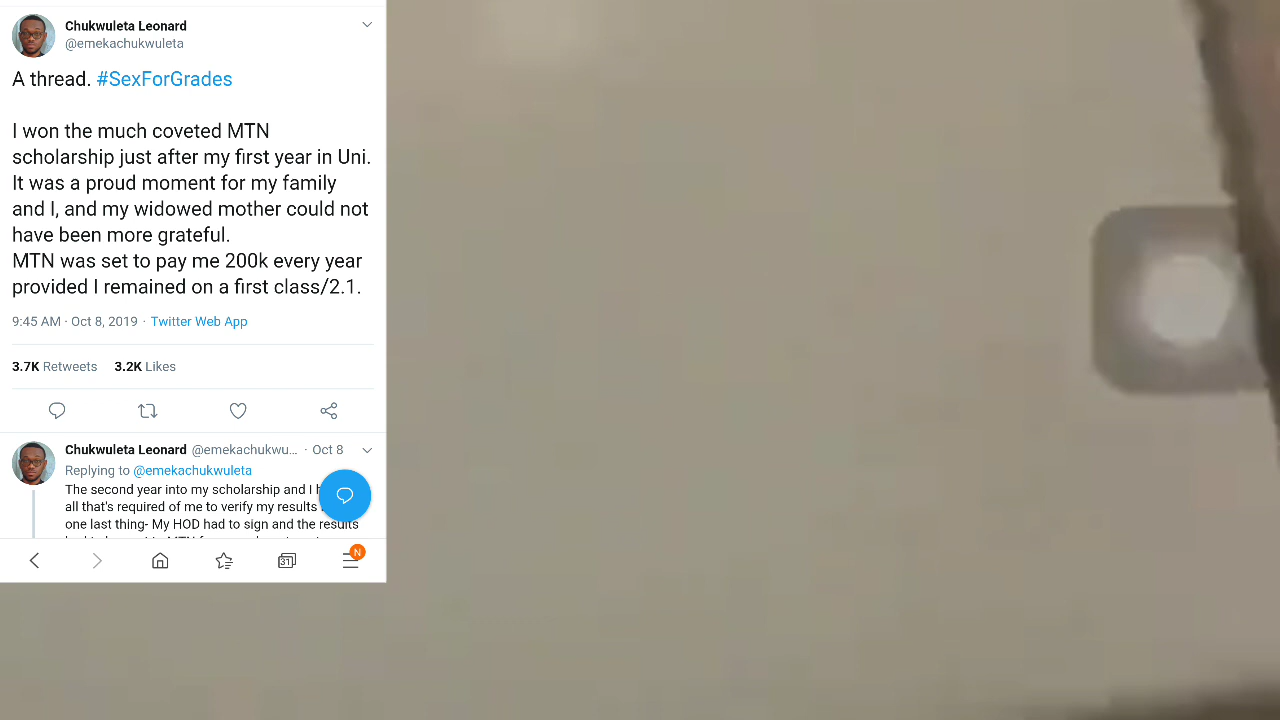 Chukwuleta Leonard
@emekachukwuleta
A thread. #SexForGrades
I won the much coveted MTN
scholarship just after my first year in Uni.
It was a proud moment for my family
and I, and my widowed mother could not
have been more grateful.
MTN was set to pay me 200k every year
provided I remained on a first class/2.1.
9:45 AM · Oct 8, 2019 · Twitter Web App
3.7K Retweets 3.2K Likes
Chukwuleta Leonard @emekachukwu... · Oct 8
Replying to @emekachukwuleta
The second year into my scholarship and I
all that's required of me to verify my results
one last thing- My HOD had to sign and the results
31
N